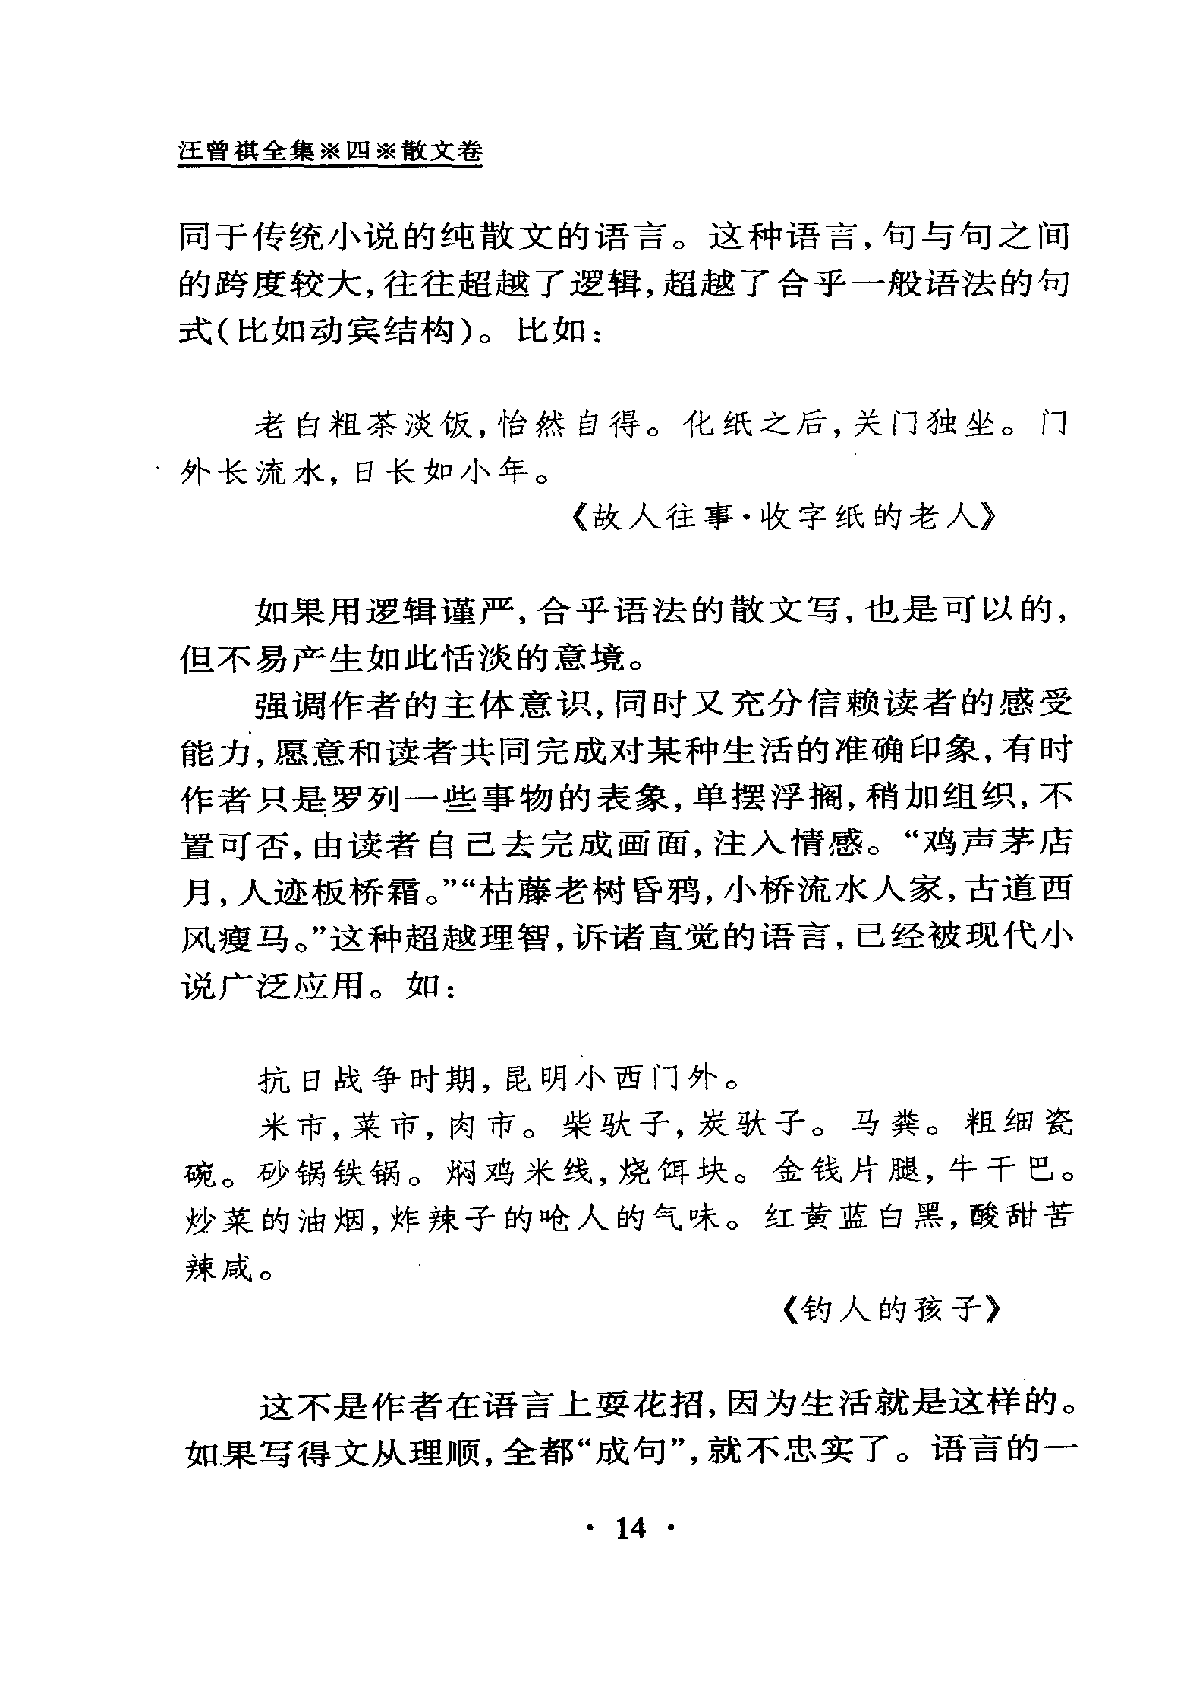 汪曾祺全集※四※散文卷
同于传统小说的纯散文的语言。这种语言,句与句之间
的跨度较大,往往超越了逻辑,超越了合乎一般语法的句
式(比如动宾结构)。比如:
老白粗茶淡饭,怡然自得。化纸之后,关门独坐。门
外长流水,日长如小年。
《故人往事·收字纸的老人》
如果用逻辑谨严,合乎语法的散文写,也是可以的,
但不易产生如此恬淡的意境。
强调作者的主体意识,同时又充分信赖读者的感受
能力,愿意和读者共同完成对某种生活的准确印象,有时
作者只是罗列一些事物的表象,单摆浮搁,稍加组织,不
置可否,由读者自己去完成画面,注入情感。“鸡声茅店
月,人迹板桥霜。”“枯藤老树昏鸦,小桥流水人家,古道西
风瘦马。”这种超越理智,诉诸直觉的语言,已经被现代小
说广泛应用。如:
抗日战争时期,昆明小西门外。
米市,菜市,肉市。柴驮子,炭驮子。马粪。粗细瓷
碗。砂锅铁锅。焖鸡米线,烧饵块。金钱片腿,牛干巴。
炒菜的油烟,炸辣子的呛人的气味。红黄蓝白黑,酸甜苦
辣咸。
《钓人的孩子》
这不是作者在语言上耍花招,因为生活就是这样的。
如果写得文从理顺,全都“成句”,就不忠实了。语言的一
· 14 ·